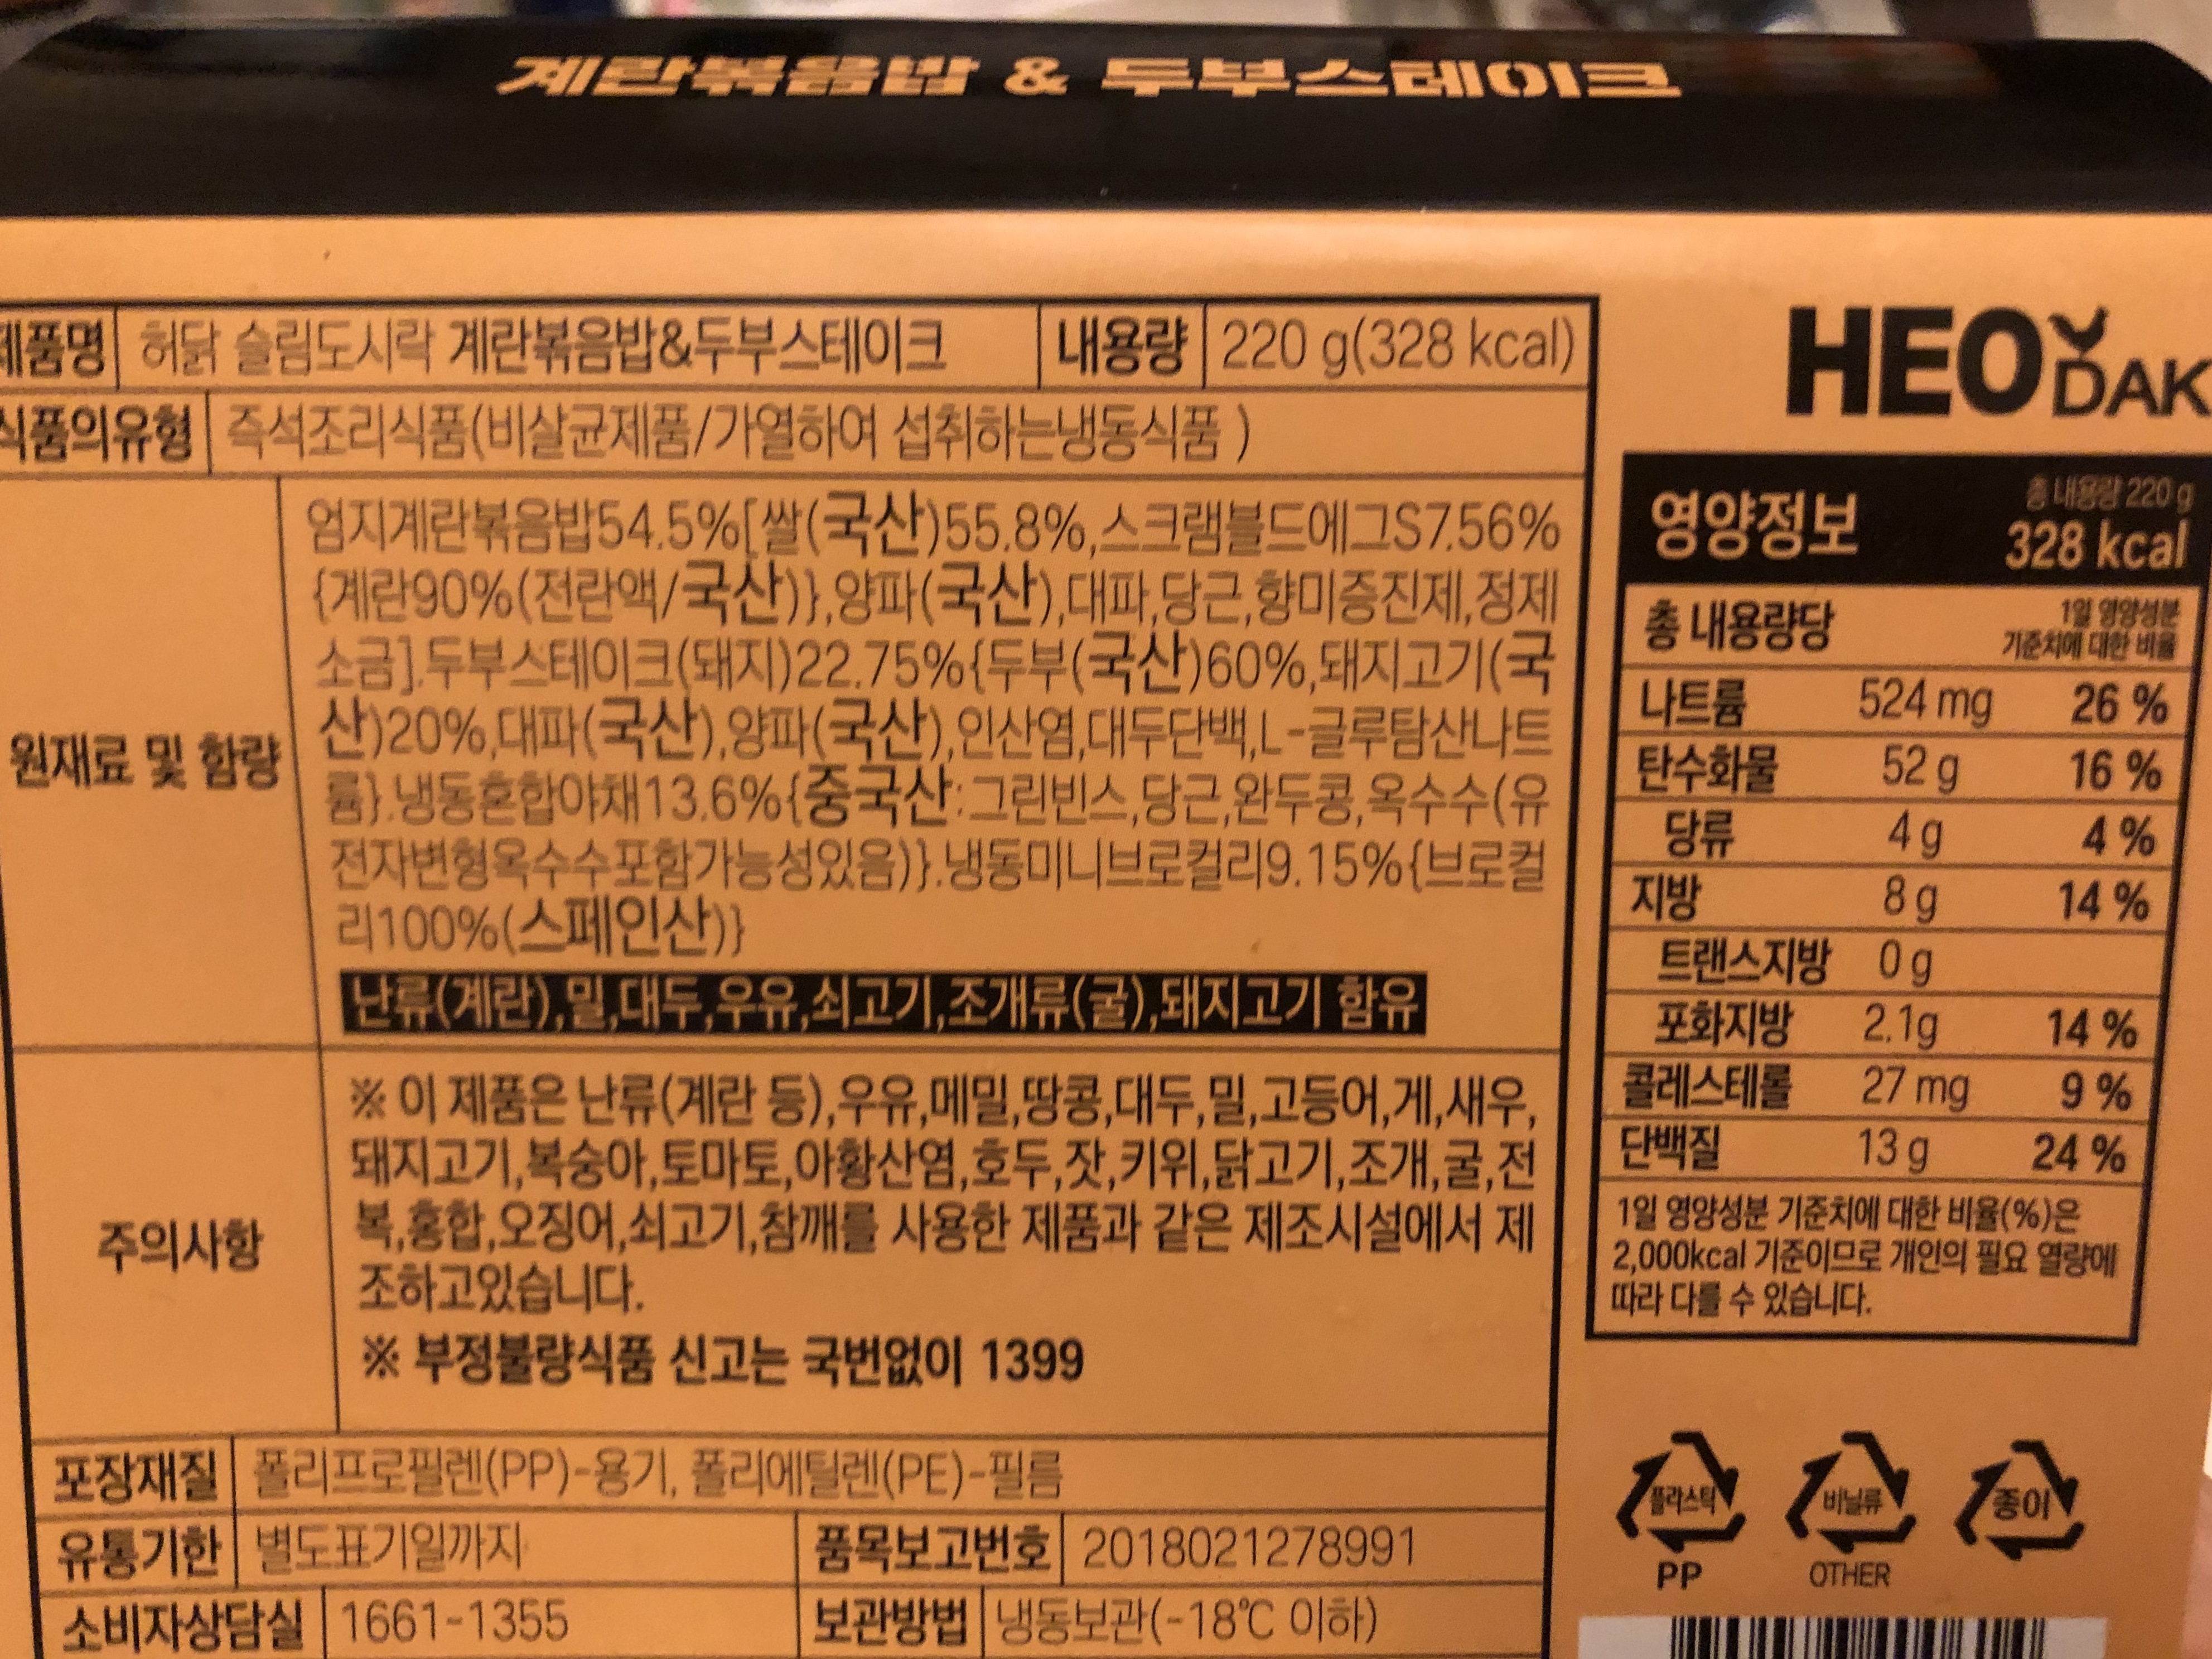 계란볶음밥 & 두부스테이크
제품명 허닭 슬림도시락 계란볶음밥&두부스테이크 내용량 220 g(328 kcal)
식품의유형 즉석조리식품(비살균제품/가열하여 섭취하는냉동식품 )
원재료 및 함량
엄지계란볶음밥54.5%[쌀(국산)55.8%,스크램블드에그S7.56%
{계란90%(전란액/국산)},양파(국산),대파,당근,향미증진제,정제
소금].두부스테이크(돼지)22.75%{두부(국산)60%,돼지고기(국
산)20%,대파(국산),양파(국산),인산염,대두단백,L-글루탐산나트
륨}.냉동혼합야채13.6%{중국산:그린빈스,당근,완두콩,옥수수(유
전자변형옥수수포함가능성있음)}.냉동미니브로컬리9.15%{브로컬
리100%(스페인산)}
난류(계란),밀,대두,우유,쇠고기,조개류(굴),돼지고기 함유
주의사항
※ 이 제품은 난류(계란 등),우유,메밀,땅콩,대두,밀,고등어,게,새우,
돼지고기,복숭아,토마토,아황산염,호두,잣,키위,닭고기,조개,굴,전
복,홍합,오징어,쇠고기,참깨를 사용한 제품과 같은 제조시설에서 제
조하고있습니다.
※ 부정불량식품 신고는 국번없이 1399
포장재질 폴리프로필렌(PP)-용기, 폴리에틸렌(PE)-필름
유통기한 별도표기일까지 품목보고번호 2018021278991
소비자상담실 1661-1355 보관방법 냉동보관(-18℃ 이하)
HEO DAK
영양정보 총 내용량 220 g
328 kcal
총 내용량당 1일 영양성분
기준치에 대한 비율
나트륨 524 mg 26 %
탄수화물 52 g 16 %
당류 4 g 4 %
지방 8 g 14 %
트랜스지방 0 g
포화지방 2.1g 14 %
콜레스테롤 27 mg 9 %
단백질 13 g 24 %
1일 영양성분 기준치에 대한 비율(%)은
2,000kcal 기준이므로 개인의 필요 열량에
따라 다를 수 있습니다.
플라스틱 비닐류 종이
PP OTHER